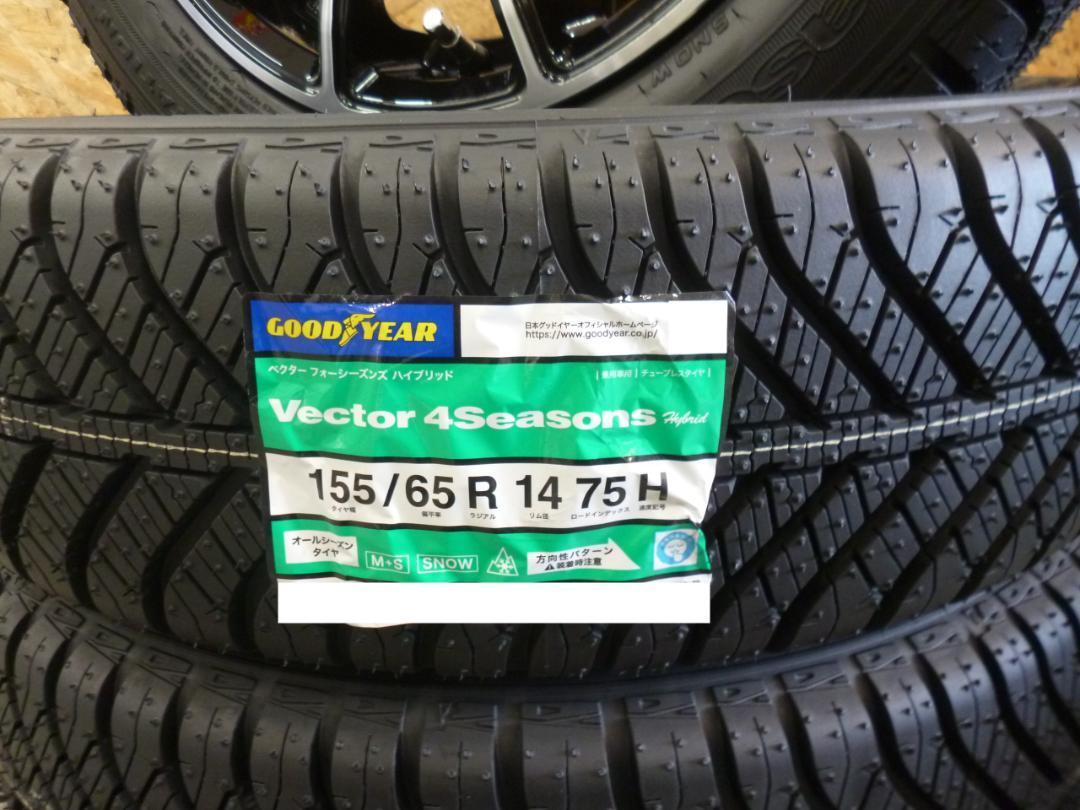 SNOW
GOOD YEAR
日本グッドイヤーオフィシャルホームページ
https://www.goodyear.co.jp/
ベクター フォーシーズンズ ハイブリッド
乗用車用 チューブレスタイヤ
Vector 4Seasons Hybrid
155/65 R 14 75 H
タイヤ幅 偏平率 ラジアル リム径 ロードインデックス 速度記号
オールシーズン
タイヤ
M+S SNOW
方向性パターン
装着時注意